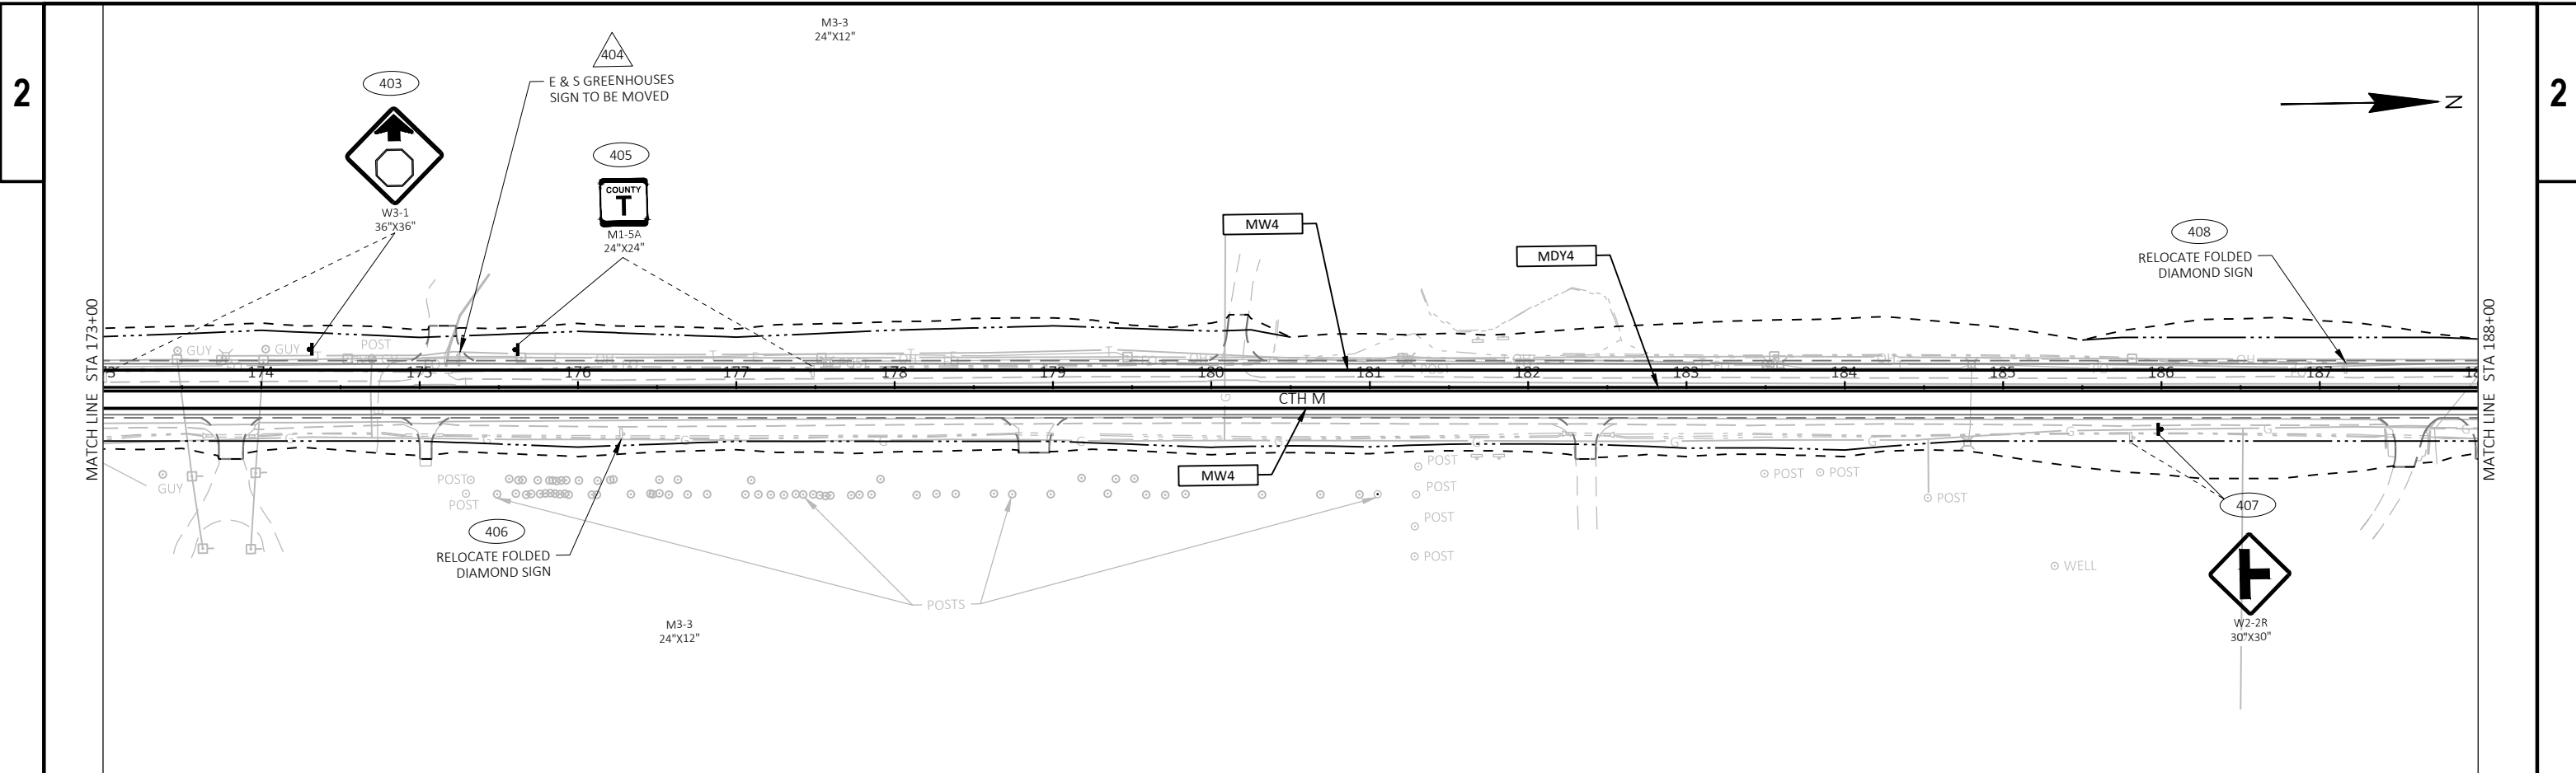 M3-3
24"X12"
2
2
404
E & S GREENHOUSES
SIGN TO BE MOVED
403
W3-1
36"X36"
405
COUNTY
T
M1-5A
24"X24"
N
MW4
MDY4
408
RELOCATE FOLDED
DIAMOND SIGN
MATCH LINE STA 173+00
MATCH LINE STA 188+00
GUY
GUY
POST
174
175
176
177
178
179
180
181
182
183
184
185
186
187
CTH M
MW4
GUY
POST
POST
POST
POST
POST
POST
POST
POST
POST
406
RELOCATE FOLDED
DIAMOND SIGN
POSTS
407
WELL
W2-2R
30"X30"
M3-3
24"X12"